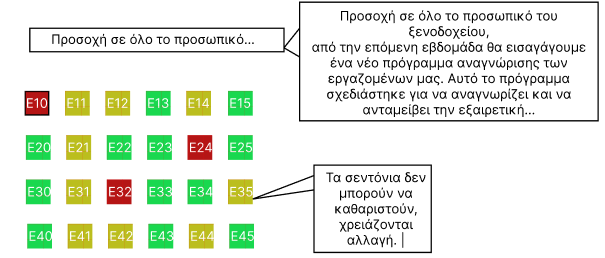 Προσοχή σε όλο το προσωπικό...
Προσοχή σε όλο το προσωπικό του
ξενοδοχείου,
από την επόμενη εβδομάδα θα εισαγάγουμε
ένα νέο πρόγραμμα αναγνώρισης των
εργαζομένων μας. Αυτό το πρόγραμμα
σχεδιάστηκε για να αναγνωρίζει και να
ανταμείβει την εξαιρετική...
E10 E11 E12 E13 E14 E15
E20 E21 E22 E23 E24 E25
E30 E31 E32 E33 E34 E35
E40 E41 E42 E43 E44 E45
Τα σεντόνια δεν
μπορούν να
καθαριστούν,
χρειάζονται
αλλαγή.